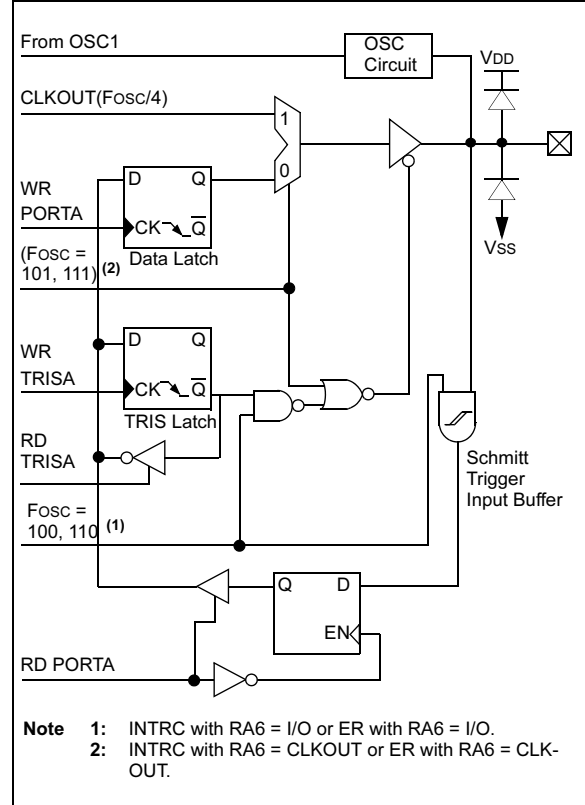 From OSC1
OSC
Circuit
VDD
CLKOUT(FOSC/4)
1
0
WR
PORTA
D Q
CK Q
Data Latch
VSS
(FOSC =
101, 111) (2)
WR
TRISA
D Q
CK Q
TRIS Latch
RD
TRISA
Schmitt
Trigger
Input Buffer
FOSC =
100, 110 (1)
Q D
EN
RD PORTA
Note 1: INTRC with RA6 = I/O or ER with RA6 = I/O.
2: INTRC with RA6 = CLKOUT or ER with RA6 = CLK-
OUT.